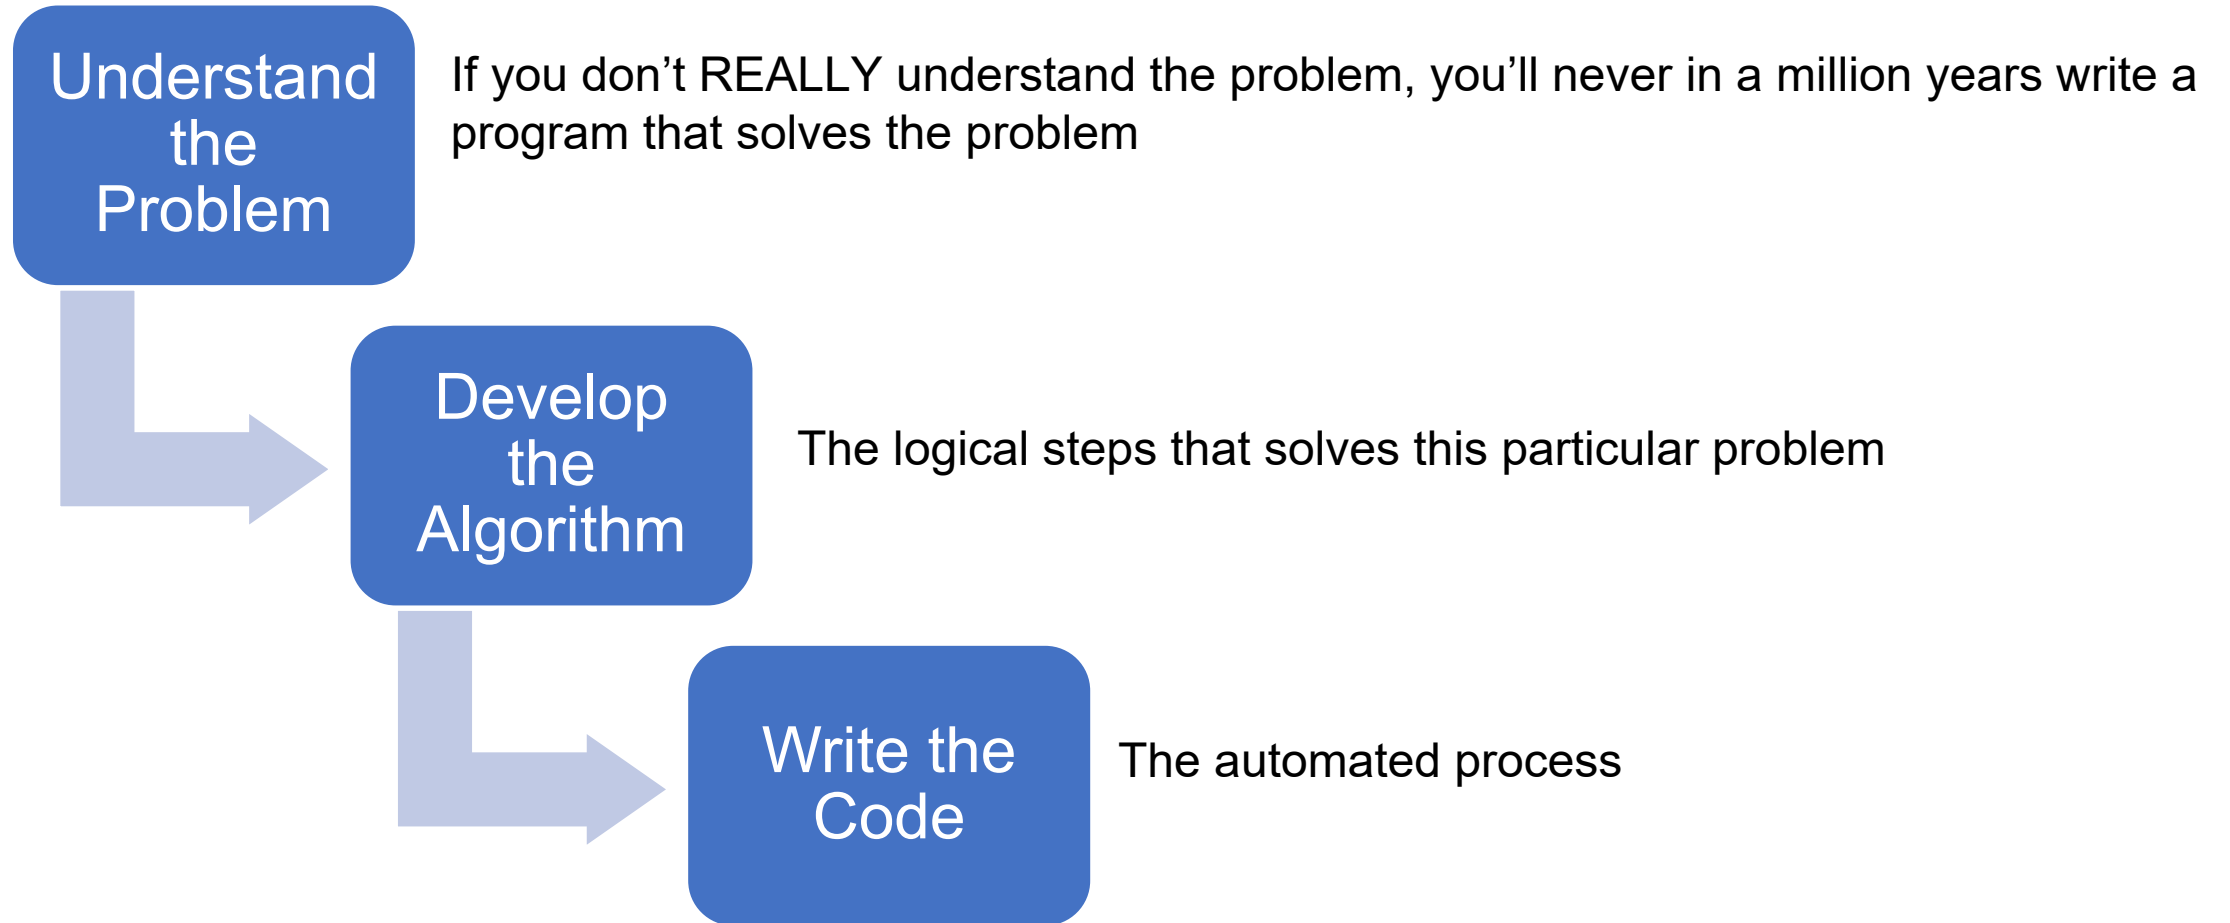 Understand
the
Problem
If you don’t REALLY understand the problem, you’ll never in a million years write a
program that solves the problem
Develop
the
Algorithm
The logical steps that solves this particular problem
Write the
Code
The automated process